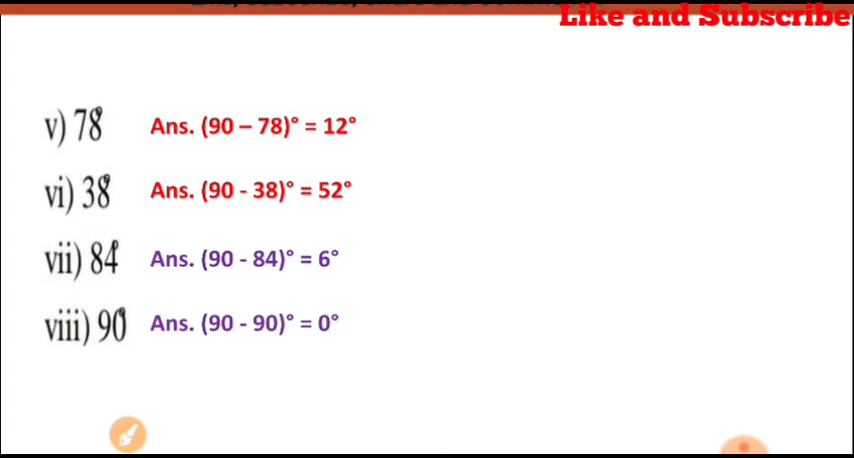 Like and Subscribe
v) 78° Ans. (90 – 78)° = 12°
vi) 38° Ans. (90 - 38)° = 52°
vii) 84° Ans. (90 - 84)° = 6°
viii) 90° Ans. (90 - 90)° = 0°